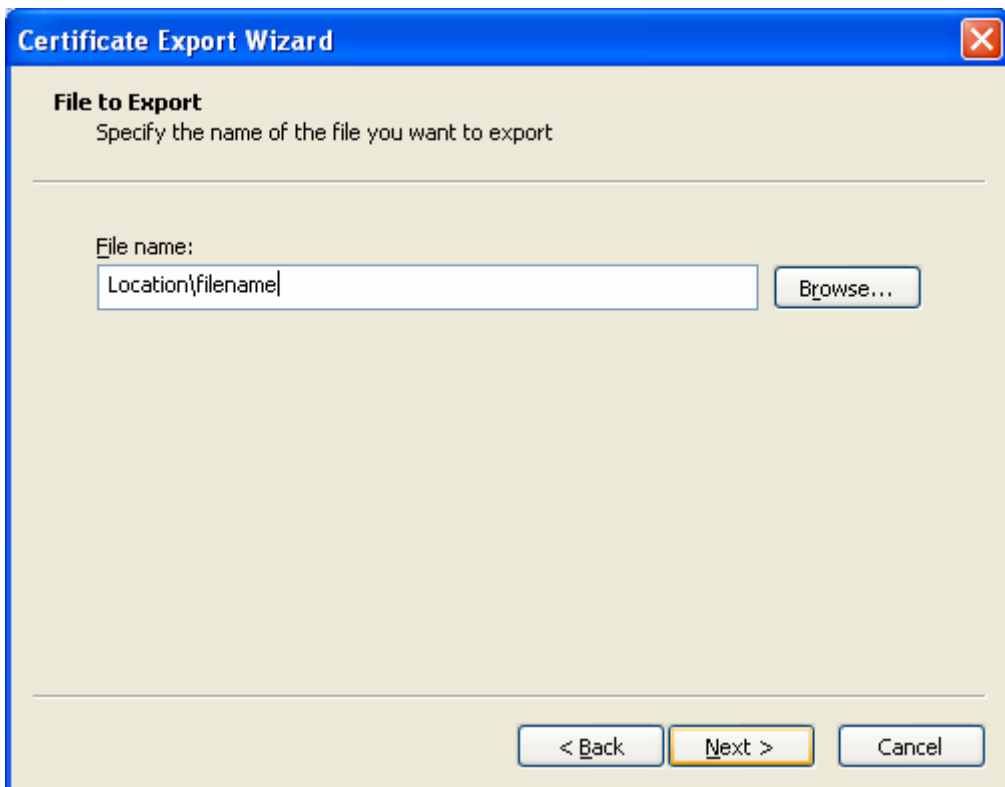 Certificate Export Wizard
File to Export
Specify the name of the file you want to export
File name:
Location\filename
Browse...
< Back
Next >
Cancel